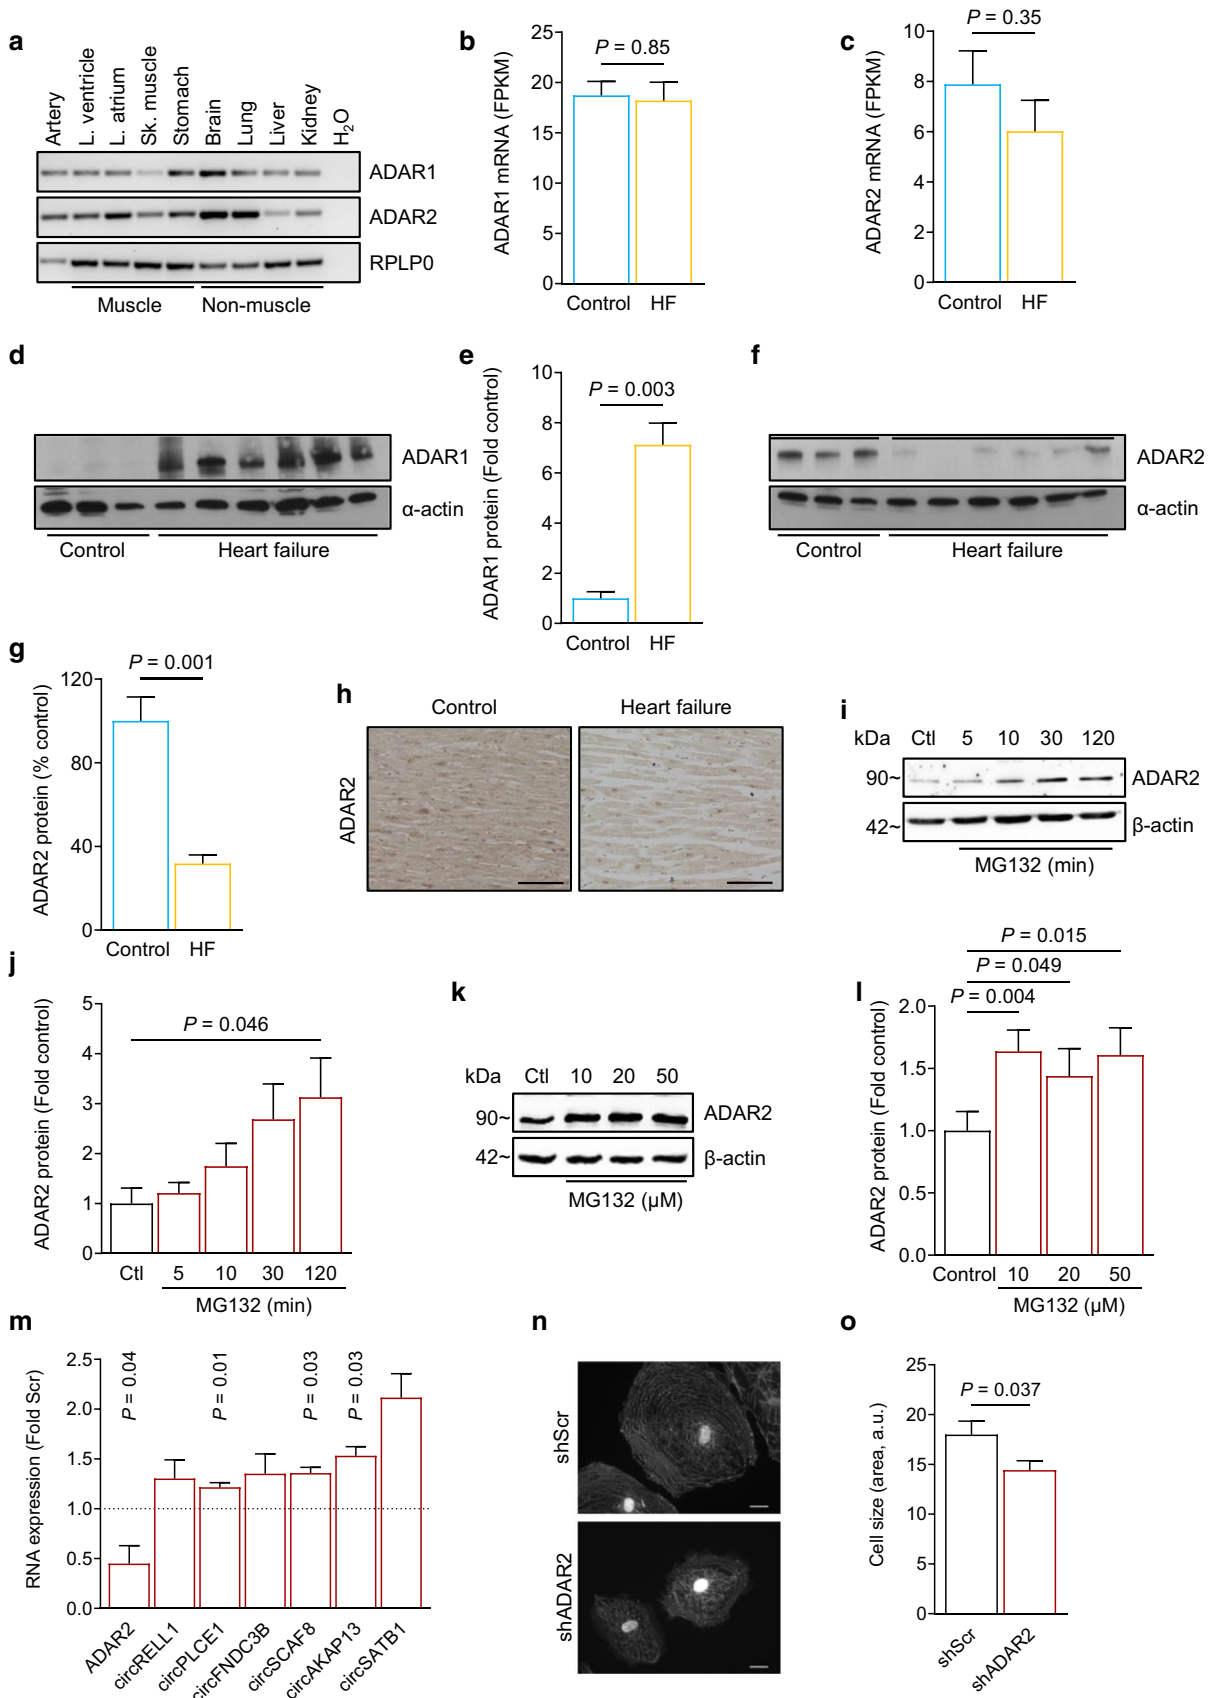 a
Artery
L. ventricle
L. atrium
Sk. muscle
Stomach
Brain
Lung
Liver
Kidney
H₂O
ADAR1
ADAR2
RPLP0
Muscle
Non-muscle
b
ADAR1 mRNA (FPKM)
25
20
15
10
5
0
P = 0.85
Control
HF
c
ADAR2 mRNA (FPKM)
10
8
6
4
2
0
P = 0.35
Control
HF
d
ADAR1
α-actin
Control
Heart failure
e
ADAR1 protein (Fold control)
10
8
6
4
2
0
P = 0.003
Control
HF
f
ADAR2
α-actin
Control
Heart failure
g
ADAR2 protein (% control)
120
80
40
0
P = 0.001
Control
HF
h
Control
Heart failure
ADAR2
i
kDa Ctl 5 10 30 120
90~
ADAR2
42~
β-actin
MG132 (min)
j
ADAR2 protein (Fold control)
5
4
3
2
1
0
P = 0.046
Ctl 5 10 30 120
MG132 (min)
k
kDa Ctl 10 20 50
90~
ADAR2
42~
β-actin
MG132 (µM)
l
ADAR2 protein (Fold control)
2.0
1.5
1.0
0.5
0.0
P = 0.015
P = 0.049
P = 0.004
Control 10 20 50
MG132 (µM)
m
RNA expression (Fold Scr)
2.5
2.0
1.5
1.0
0.5
0.0
P = 0.04
P = 0.01
P = 0.03
P = 0.03
ADAR2
circRELL1
circPLCE1
circFNDC3B
circSCAF8
circAKAP13
circSATB1
n
shScr
shADAR2
o
Cell size (area, a.u.)
25
20
15
10
5
0
P = 0.037
shScr
shADAR2